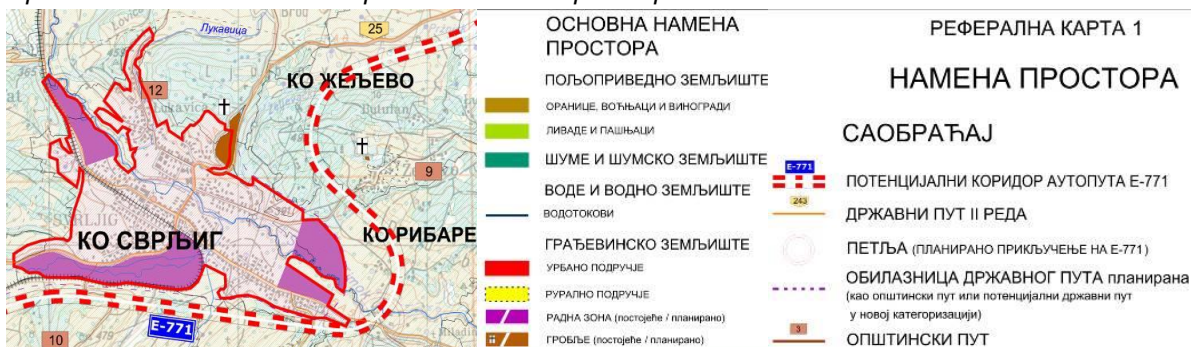 Лукавица
25
КО ЖЕЉЕВО
12
Lukavica
9
SVRLJIG
КО СВРЉИГ
КО РИБАРЕ
E-771
10
ОСНОВНА НАМЕНА
ПРОСТОРА
ПОЉОПРИВЕДНО ЗЕМЉИШТЕ
ОРАНИЦЕ, ВОЋЊАЦИ И ВИНОГРАДИ
ЛИВАДЕ И ПАШЊАЦИ
ШУМЕ И ШУМСКО ЗЕМЉИШТЕ
ВОДЕ И ВОДНО ЗЕМЉИШТЕ
ВОДОТОКОВИ
ГРАЂЕВИНСКО ЗЕМЉИШТЕ
УРБАНО ПОДРУЧЈЕ
РУРАЛНО ПОДРУЧЈЕ
РАДНА ЗОНА (постојеће / планирано)
ГРОБЉЕ (постојеће / планирано)
РЕФЕРАЛНА КАРТА 1
НАМЕНА ПРОСТОРА
САОБРАЋАЈ
E-771
ПОТЕНЦИЈАЛНИ КОРИДОР АУТОПУТА Е-771
243
ДРЖАВНИ ПУТ II РЕДА
ПЕТЉА (ПЛАНИРАНО ПРИКЉУЧЕЊЕ НА Е-771)
ОБИЛАЗНИЦА ДРЖАВНОГ ПУТА планирана
(као општински пут или потенцијални државни пут
у новој категоризацији)
3
ОПШТИНСКИ ПУТ